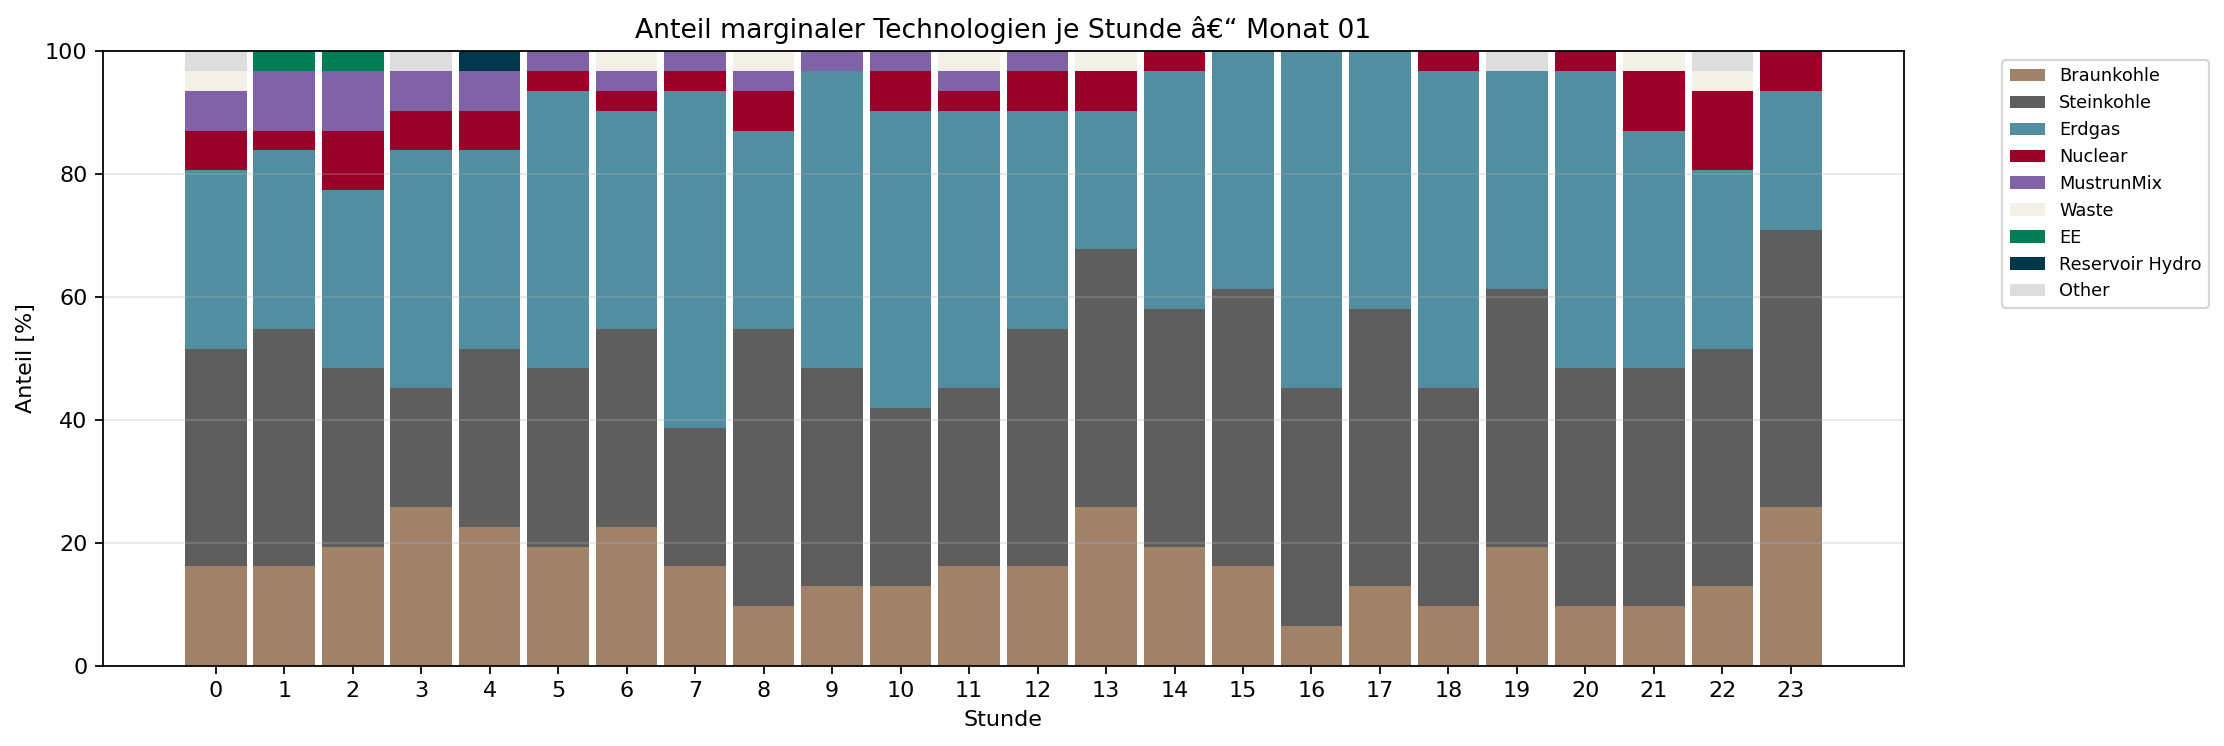 Anteil marginaler Technologien je Stunde â€“ Monat 01
Anteil [%]
100
80
60
40
20
0
0 1 2 3 4 5 6 7 8 9 10 11 12 13 14 15 16 17 18 19 20 21 22 23
Stunde
Braunkohle
Steinkohle
Erdgas
Nuclear
MustrunMix
Waste
EE
Reservoir Hydro
Other